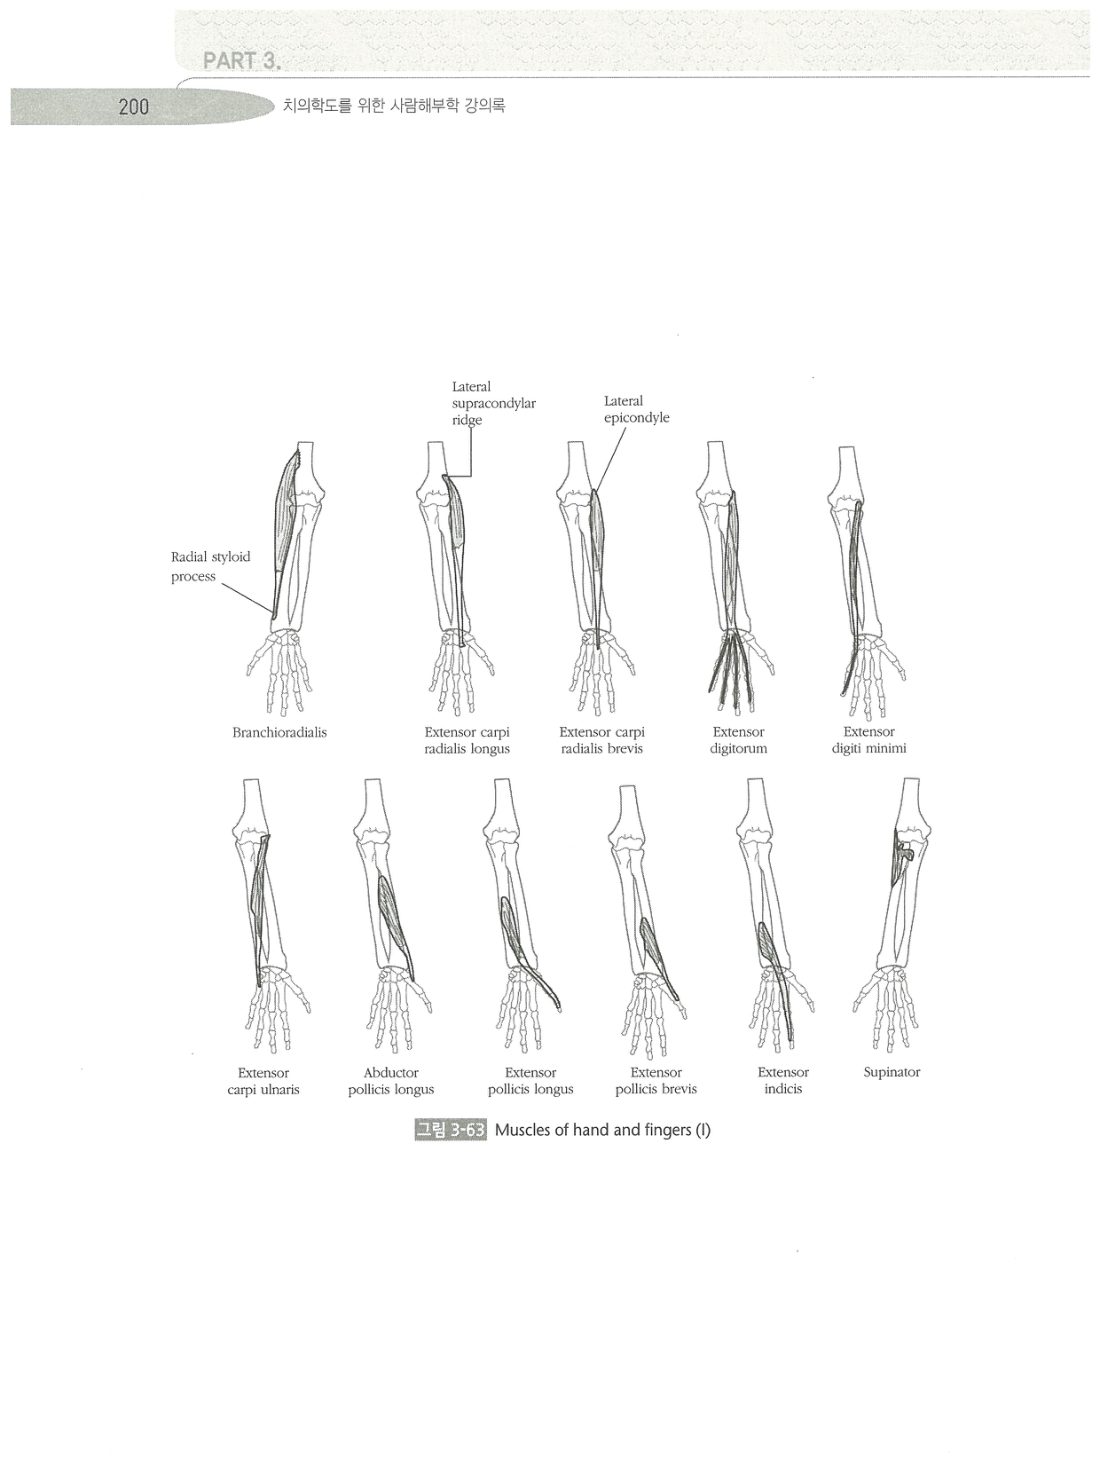 PART 3.
200
치의학도를 위한 사람해부학 강의록
Lateral
supracondylar
ridge
Lateral
epicondyle
Radial styloid
process
Branchioradialis
Extensor carpi
radialis longus
Extensor carpi
radialis brevis
Extensor
digitorum
Extensor
digiti minimi
Extensor
carpi ulnaris
Abductor
pollicis longus
Extensor
pollicis longus
Extensor
pollicis brevis
Extensor
indicis
Supinator
그림 3-63 Muscles of hand and fingers (I)